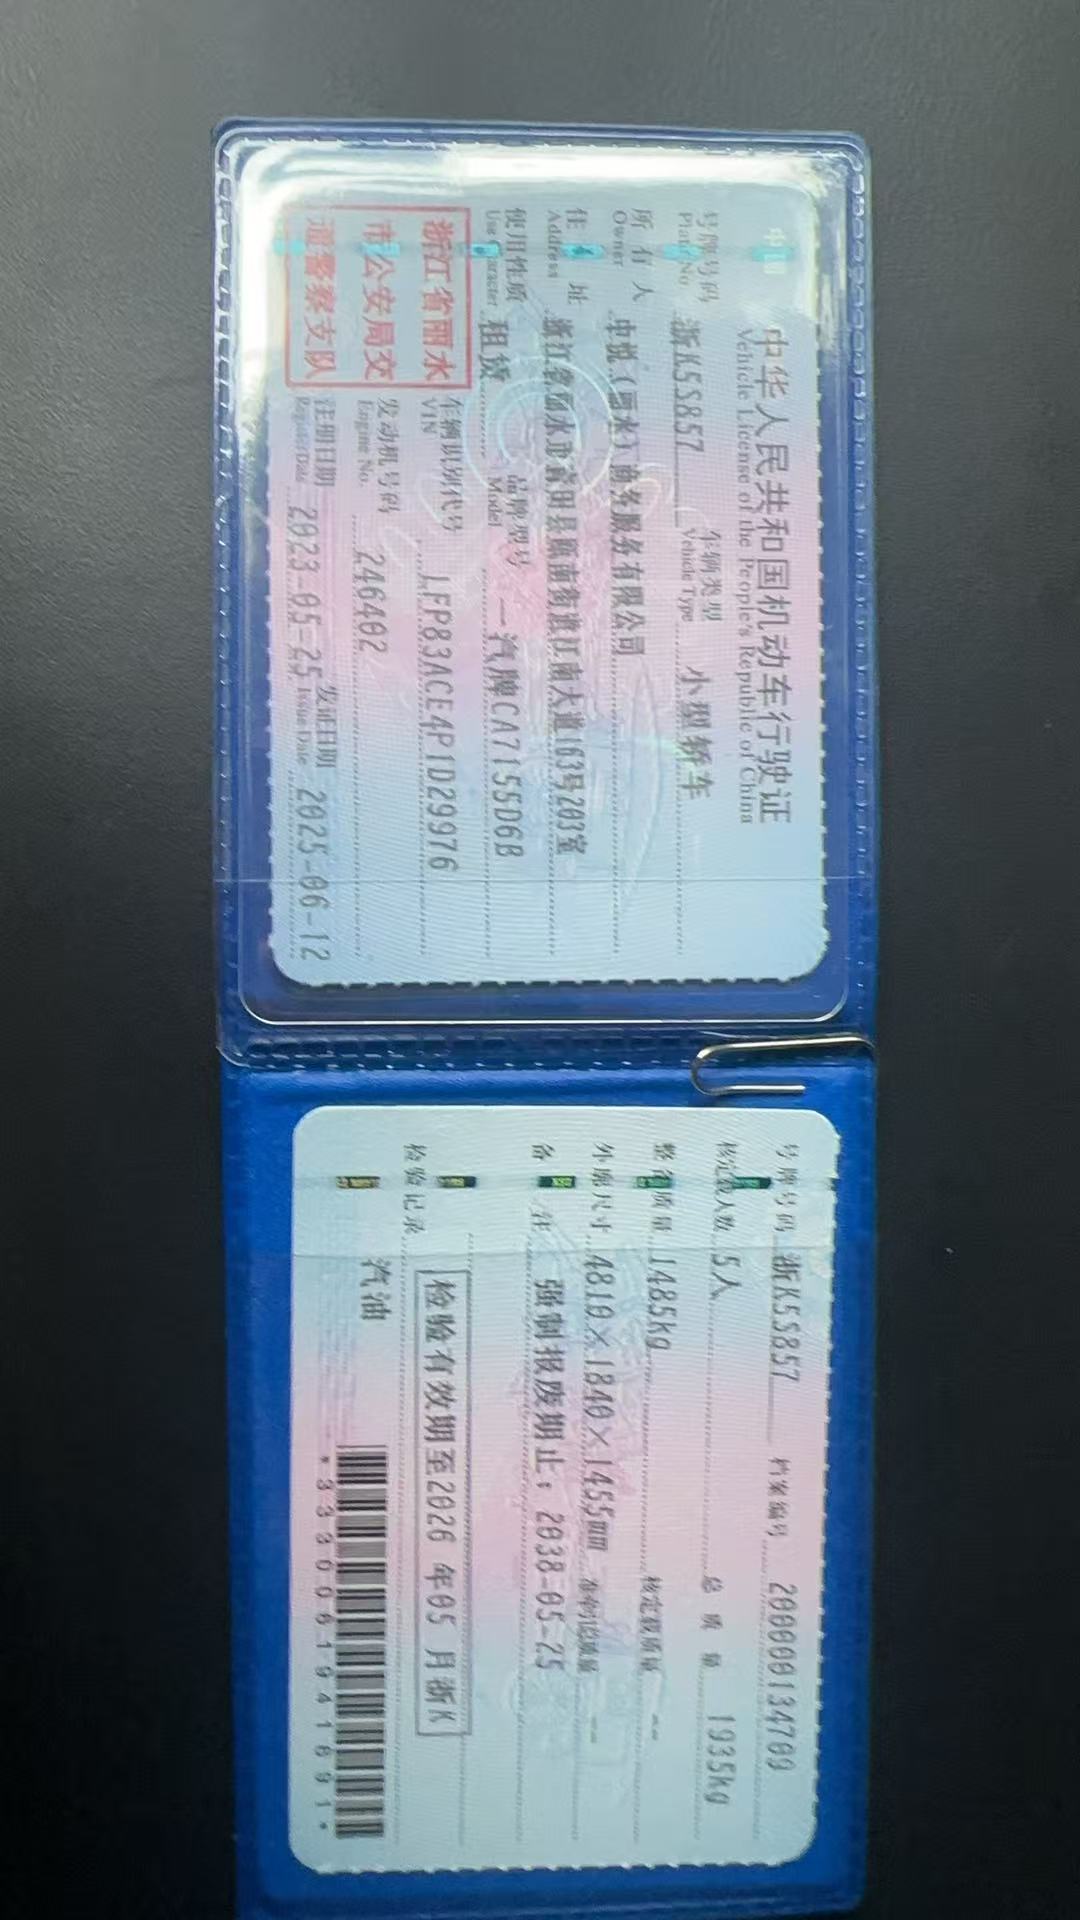 中华人民共和国机动车行驶证
Vehicle License of the People's Republic of China
号牌号码 浙K5S857 车辆类型 小型轿车
Plate No. Vehicle Type
所有人 中悦(丽水)商务服务有限公司
Owner
住址 浙江省丽水市青田县瓯南街道江南大道163号203室
Address
使用性质 租赁 品牌型号 一汽牌CA7155D6B
Use Character Model
浙江省丽水
市公安局交
通警察支队
车辆识别代号 LFP83ACE4P1D29976
VIN
发动机号码 246402
Engine No.
注册日期 2023-05-25 发证日期 2025-06-12
Register Date Issue Date
号牌号码 浙K5S857 档案编号 200000134700
核定载人数 5人 总质量 1935kg
整备质量 1485kg 核定载质量 --
外廓尺寸 4810×1840×1455mm 准牵引总质量 --
备注 强制报废期止:2038-05-25
检验有效期至2026年05月浙K
检验记录
汽油
*3330061941891*